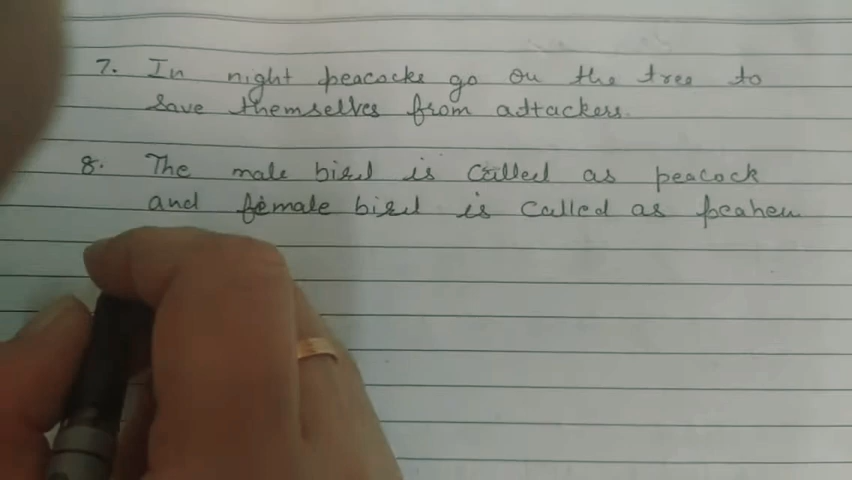 7. In night peacocks go on the tree to
save themselves from adtackers.
8. The male bird is called as peacock
and female bird is called as peahen